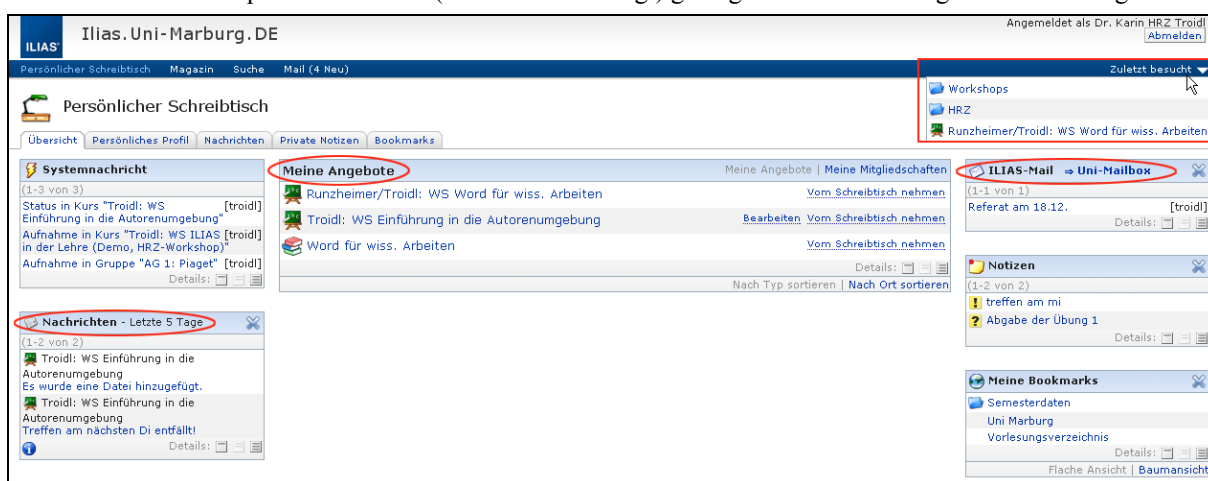 Ilias.Uni-Marburg.DE
ILIAS
Angemeldet als Dr. Karin HRZ Troidl
Abmelden
Persönlicher Schreibtisch Magazin Suche Mail (4 Neu) Zuletzt besucht
Workshops
HRZ
Runzheimer/Troidl: WS Word für wiss. Arbeiten
Persönlicher Schreibtisch
Übersicht Persönliches Profil Nachrichten Private Notizen Bookmarks
Systemnachricht
(1-3 von 3)
Status in Kurs "Troidl: WS [troidl]
Einführung in die Autorenumgebung"
Aufnahme in Kurs "Troidl: WS ILIAS [troidl]
in der Lehre (Demo, HRZ-Workshop)"
Aufnahme in Gruppe "AG 1: Piaget" [troidl]
Details:
Nachrichten - Letzte 5 Tage
(1-2 von 2)
Troidl: WS Einführung in die
Autorenumgebung
Es wurde eine Datei hinzugefügt.
Troidl: WS Einführung in die
Autorenumgebung
Treffen am nächsten Di entfällt!
Details:
Meine Angebote Meine Angebote | Meine Mitgliedschaften
Runzheimer/Troidl: WS Word für wiss. Arbeiten Vom Schreibtisch nehmen
Troidl: WS Einführung in die Autorenumgebung Bearbeiten Vom Schreibtisch nehmen
Word für wiss. Arbeiten Vom Schreibtisch nehmen
Details:
Nach Typ sortieren | Nach Ort sortieren
ILIAS-Mail ⇒ Uni-Mailbox
(1-1 von 1)
Referat am 18.12. [troidl]
Details:
Notizen
(1-2 von 2)
treffen am mi
Abgabe der Übung 1
Details:
Meine Bookmarks
Semesterdaten
Uni Marburg
Vorlesungsverzeichnis
Details:
Flache Ansicht | Baumansicht